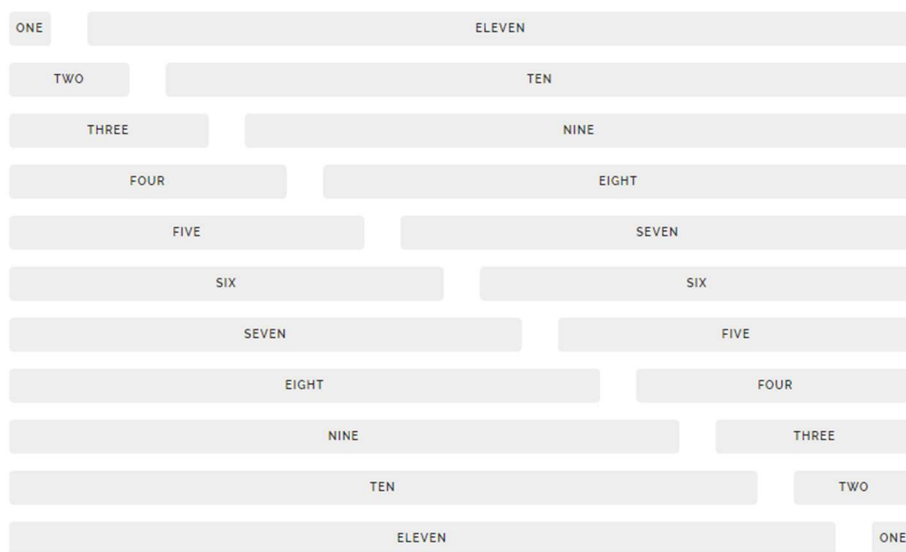 ONE ELEVEN
TWO TEN
THREE NINE
FOUR EIGHT
FIVE SEVEN
SIX SIX
SEVEN FIVE
EIGHT FOUR
NINE THREE
TEN TWO
ELEVEN ONE